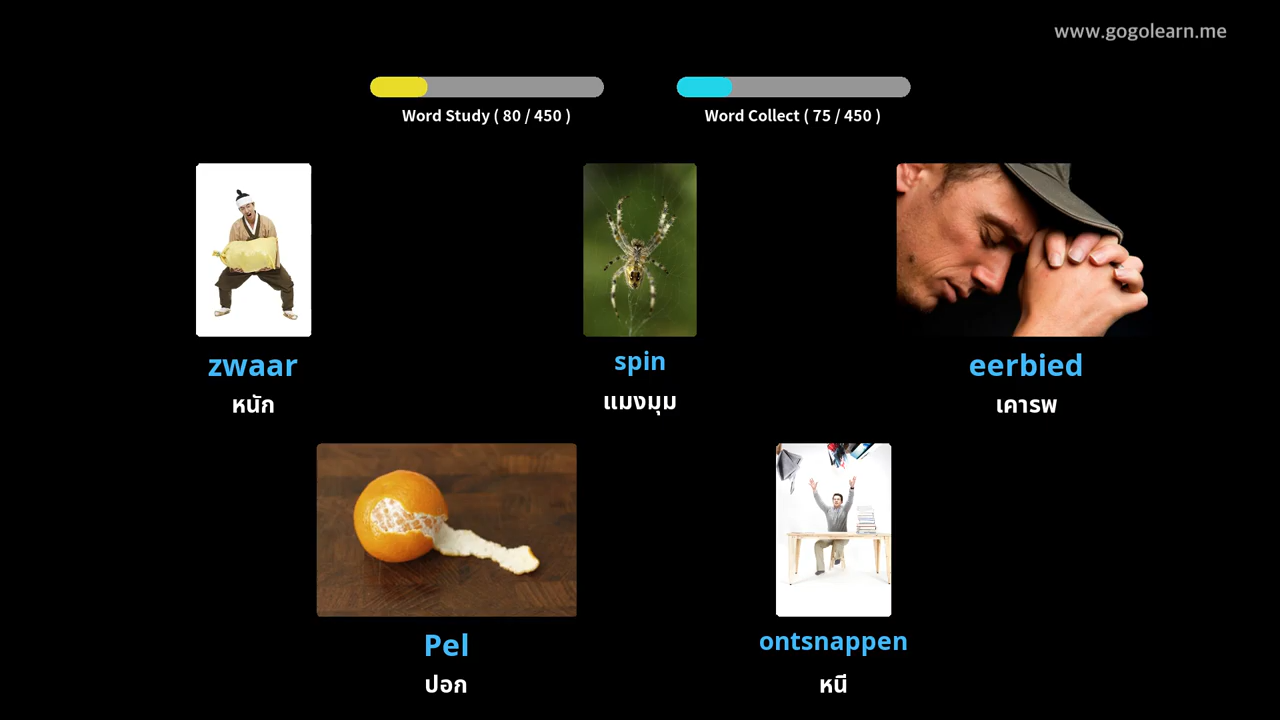 www.gogolearn.me
Word Study ( 80 / 450 )
Word Collect ( 75 / 450 )
zwaar
หนัก
spin
แมงมุม
eerbied
เคารพ
Pel
ปอก
ontsnappen
หนี